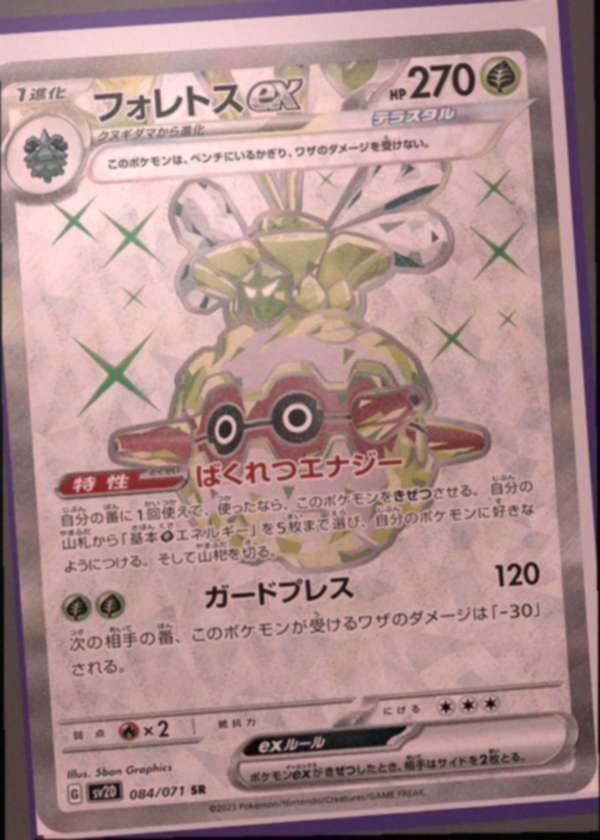 1進化 フォレトスex HP270
クヌギダマから進化 テラスタル
このポケモンは、ベンチにいるかぎり、ワザのダメージを受けない。
特性 ばくれつエナジー
自分の番に1回使えて、使ったなら、このポケモンをきぜつさせる。自分の
山札から「基本エネルギー」を5枚まで選び、自分のポケモンに好きな
ようにつける。そして山札を切る。
ガードプレス 120
次の相手の番、このポケモンが受けるワザのダメージは「-30」
される。
弱点 ×2 抵抗力 にげる
exルール
ポケモンexがきぜつしたとき、相手はサイドを2枚とる。
Illus. 5ban Graphics
G sv2D 084/071 SR
©2023 Pokémon/Nintendo/Creatures/GAME FREAK.